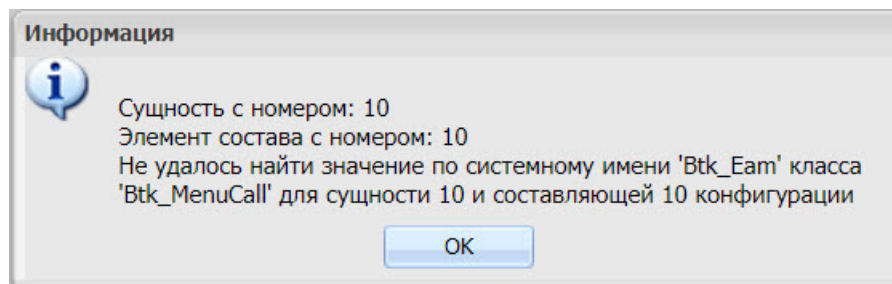 Информация
Сущность с номером: 10
Элемент состава с номером: 10
Не удалось найти значение по системному имени 'Btk_Eam' класса
'Btk_MenuCall' для сущности 10 и составляющей 10 конфигурации
OK